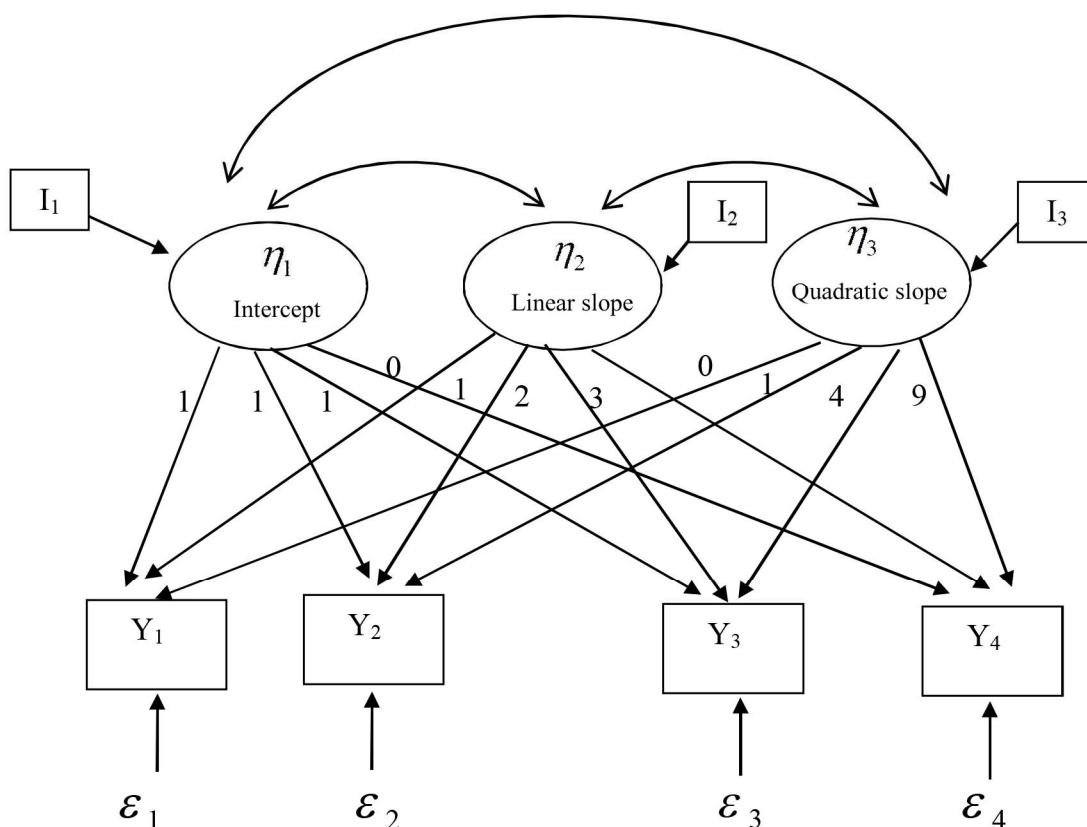 I₁
I₂
I₃
η₁
η₂
η₃
Intercept
Linear slope
Quadratic slope
1 1 1 0 1 2 3 0 1 4 9
Y₁
Y₂
Y₃
Y₄
ε₁
ε₂
ε₃
ε₄